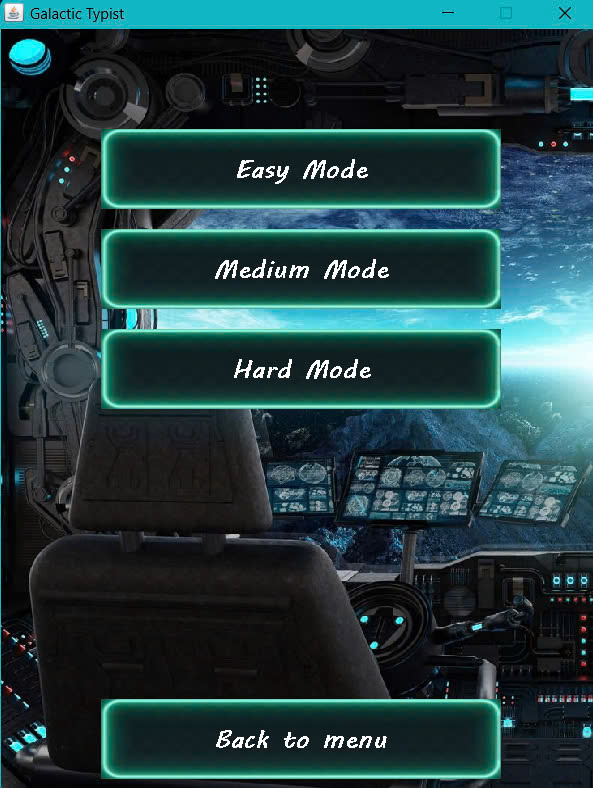 Galactic Typist
Easy Mode
Medium Mode
Hard Mode
Back to menu